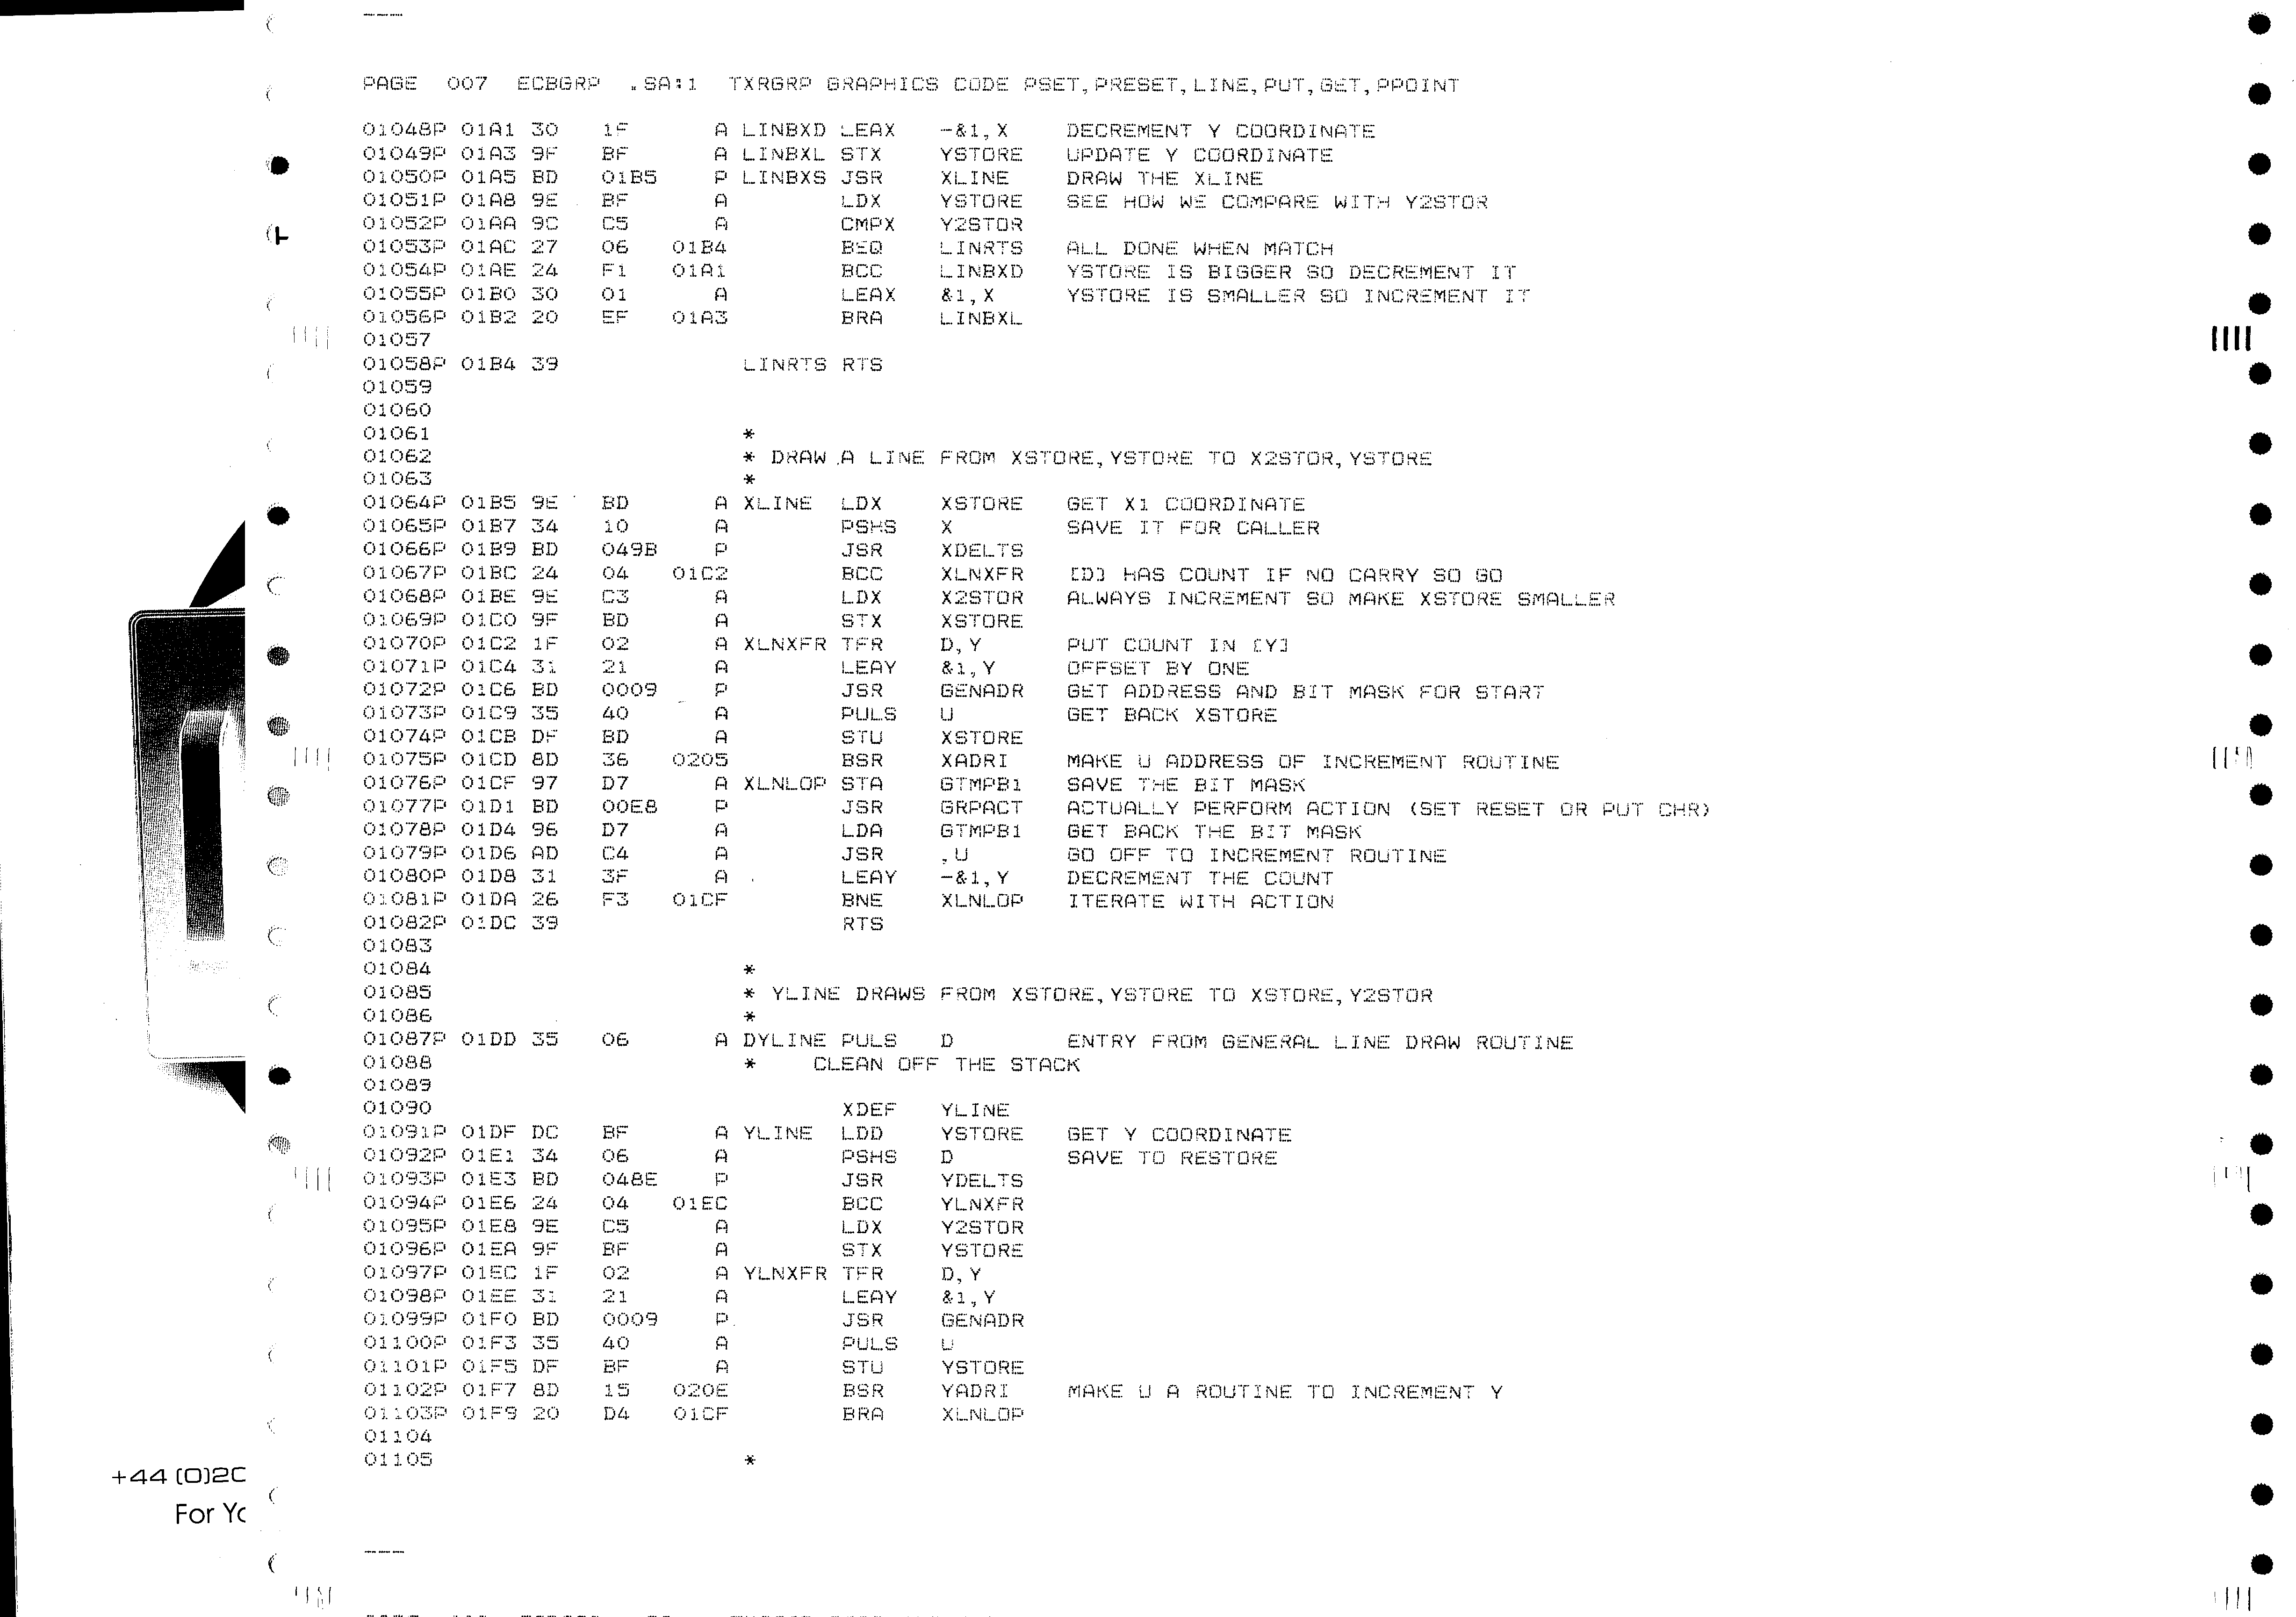 PAGE 007 ECBGRP .SA:1 TXRGRP GRAPHICS CODE PSET,PRESET,LINE,PUT,GET,PPOINT
01048P 01A1 30 1F A LINBXD LEAX -&1,X DECREMENT Y COORDINATE
01049P 01A3 9F BF A LINBXL STX YSTORE UPDATE Y COORDINATE
01050P 01A5 BD 01B5 P LINBXS JSR XLINE DRAW THE XLINE
01051P 01A8 9E BF A LDX YSTORE SEE HOW WE COMPARE WITH Y2STOR
01052P 01AA 9C C5 A CMPX Y2STOR
01053P 01AC 27 06 01B4 BEQ LINRTS ALL DONE WHEN MATCH
01054P 01AE 24 F1 01A1 BCC LINBXD YSTORE IS BIGGER SO DECREMENT IT
01055P 01B0 30 01 A LEAX &1,X YSTORE IS SMALLER SO INCREMENT IT
01056P 01B2 20 EF 01A3 BRA LINBXL
01057
01058P 01B4 39 LINRTS RTS
01059
01060
01061 *
01062 * DRAW A LINE FROM XSTORE,YSTORE TO X2STOR,YSTORE
01063 *
01064P 01B5 9E BD A XLINE LDX XSTORE GET X1 COORDINATE
01065P 01B7 34 10 A PSHS X SAVE IT FOR CALLER
01066P 01B9 BD 049B P JSR XDELTS
01067P 01BC 24 04 01C2 BCC XLNXFR [D] HAS COUNT IF NO CARRY SO GO
01068P 01BE 9E C3 A LDX X2STOR ALWAYS INCREMENT SO MAKE XSTORE SMALLER
01069P 01C0 9F BD A STX XSTORE
01070P 01C2 1F 02 A XLNXFR TFR D,Y PUT COUNT IN [Y]
01071P 01C4 31 21 A LEAY &1,Y OFFSET BY ONE
01072P 01C6 BD 0009 P JSR GENADR GET ADDRESS AND BIT MASK FOR START
01073P 01C9 35 40 A PULS U GET BACK XSTORE
01074P 01CB DF BD A STU XSTORE
01075P 01CD 8D 36 0205 BSR XADRI MAKE U ADDRESS OF INCREMENT ROUTINE
01076P 01CF 97 D7 A XLNLOP STA GTMPB1 SAVE THE BIT MASK
01077P 01D1 BD 00E8 P JSR GRPACT ACTUALLY PERFORM ACTION (SET RESET OR PUT CHR)
01078P 01D4 96 D7 A LDA GTMPB1 GET BACK THE BIT MASK
01079P 01D6 AD C4 A JSR ,U GO OFF TO INCREMENT ROUTINE
01080P 01D8 31 3F A LEAY -&1,Y DECREMENT THE COUNT
01081P 01DA 26 F3 01CF BNE XLNLOP ITERATE WITH ACTION
01082P 01DC 39 RTS
01083
01084 *
01085 * YLINE DRAWS FROM XSTORE,YSTORE TO XSTORE,Y2STOR
01086 *
01087P 01DD 35 06 A DYLINE PULS D ENTRY FROM GENERAL LINE DRAW ROUTINE
01088 * CLEAN OFF THE STACK
01089
01090 XDEF YLINE
01091P 01DF DC BF A YLINE LDD YSTORE GET Y COORDINATE
01092P 01E1 34 06 A PSHS D SAVE TO RESTORE
01093P 01E3 BD 048E P JSR YDELTS
01094P 01E6 24 04 01EC BCC YLNXFR
01095P 01E8 9E C5 A LDX Y2STOR
01096P 01EA 9F BF A STX YSTORE
01097P 01EC 1F 02 A YLNXFR TFR D,Y
01098P 01EE 31 21 A LEAY &1,Y
01099P 01F0 BD 0009 P JSR GENADR
01100P 01F3 35 40 A PULS U
01101P 01F5 DF BF A STU YSTORE
01102P 01F7 8D 15 020E BSR YADRI MAKE U A ROUTINE TO INCREMENT Y
01103P 01F9 20 D4 01CF BRA XLNLOP
01104
01105 *
+44 (0)20
For Yo